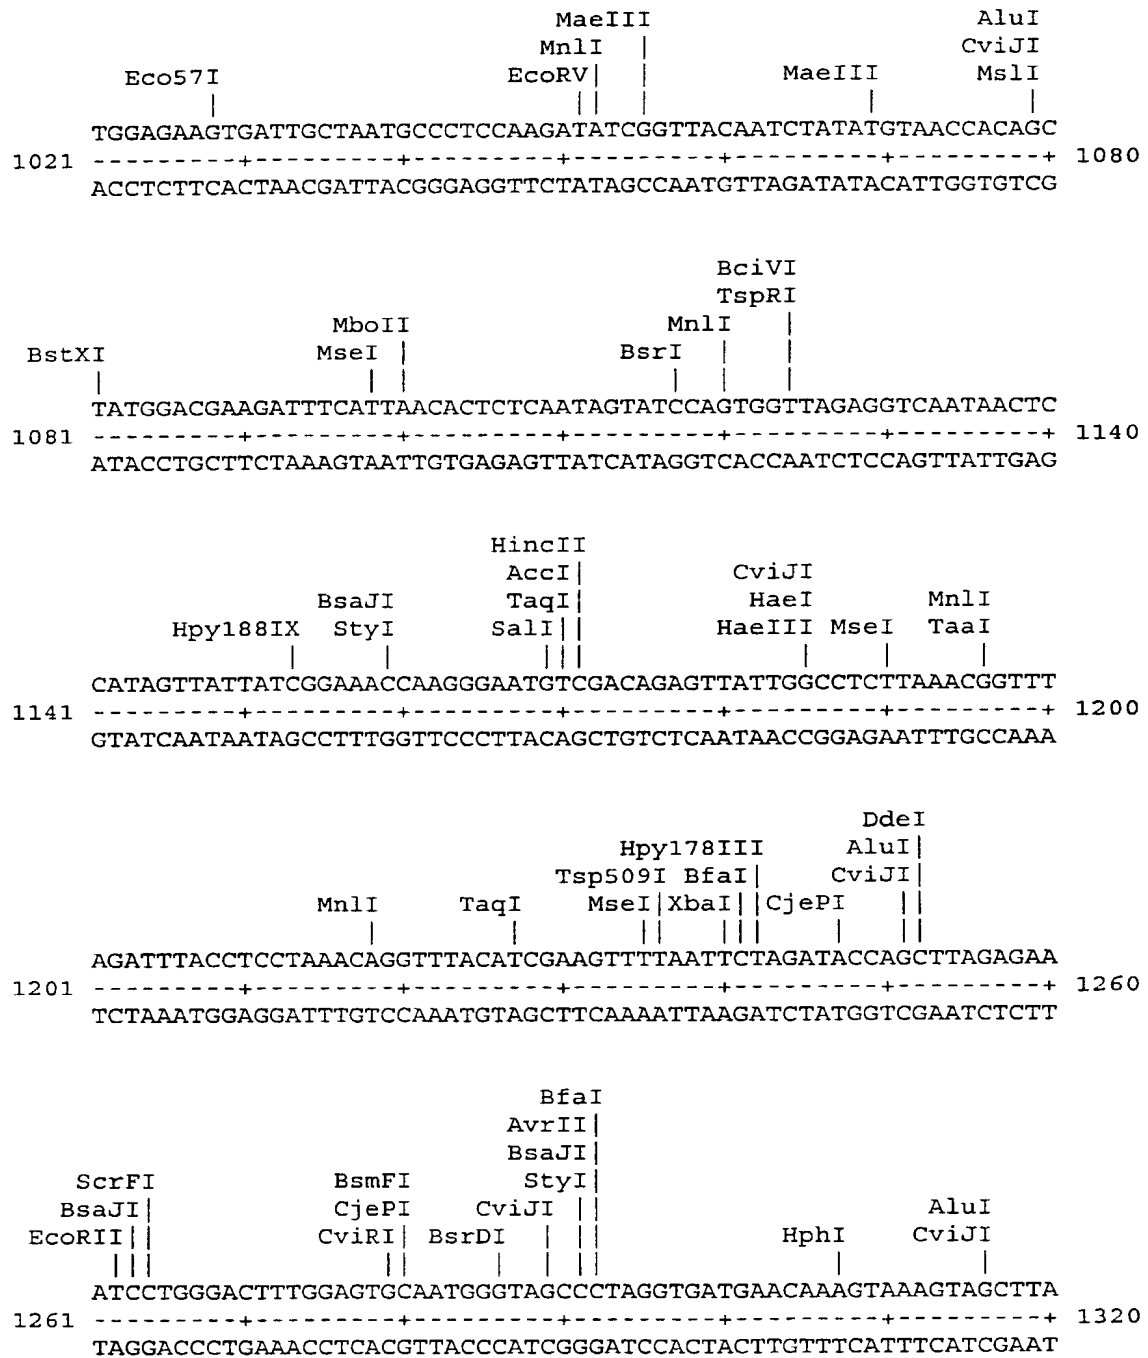 MaeIII AluI
MnlI | CviJI
Eco57I EcoRV| | MaeIII MslI
TGGAGAAGTGATTGCTAATGCCCTCCAAGATATCGGTTACAATCTATATGTAACCACAGC
1021 ---------+---------+---------+---------+---------+---------+ 1080
ACCTCTTCACTAACGATTACGGGAGGTTCTATAGCCAATGTTAGATATACATTGGTGTCG
BciVI
TspRI
MboII MnlI |
BstXI MseI | BsrI | |
TATGGACGAAGATTTCATTAACACTCTCAATAGTATCCAGTGGTTAGAGGTCAATAACTC
1081 ---------+---------+---------+---------+---------+---------+ 1140
ATACCTGCTTCTAAAGTAATTGTGAGAGTTATCATAGGTCACCAATCTCCAGTTATTGAG
HincII
AccI| CviJI
BsaJI TaqI| HaeI MnlI
Hpy188IX StyI SalI|| HaeIII MseI TaaI
CATAGTTATTATCGGAAACCAAGGGAATGTCGACAGAGTTATTGGCCTCTTAAACGGTTT
1141 ---------+---------+---------+---------+---------+---------+ 1200
GTATCAATAATAGCCTTTGGTTCCCTTACAGCTGTCTCAATAACCGGAGAATTTGCCAAA
DdeI
Hpy178III AluI|
Tsp509I BfaI| CviJI|
MnlI TaqI MseI|XbaI|| CjePI ||
AGATTTACCTCCTAAACAGGTTTACATCGAAGTTTTAATTCTAGATACCAGCTTAGAGAA
1201 ---------+---------+---------+---------+---------+---------+ 1260
TCTAAATGGAGGATTTGTCCAAATGTAGCTTCAAAATTAAGATCTATGGTCGAATCTCTT
BfaI
AvrII|
BsaJI|
ScrFI BsmFI StyI|
BsaJI| CjePI CviJI || AluI
EcoRII|| CviRI| BsrDI | || HphI CviJI
ATCCTGGGACTTTGGAGTGCAATGGGTAGCCCTAGGTGATGAACAAAGTAAAGTAGCTTA
1261 ---------+---------+---------+---------+---------+---------+ 1320
TAGGACCCTGAAACCTCACGTTACCCATCGGGATCCACTACTTGTTTCATTTCATCGAAT